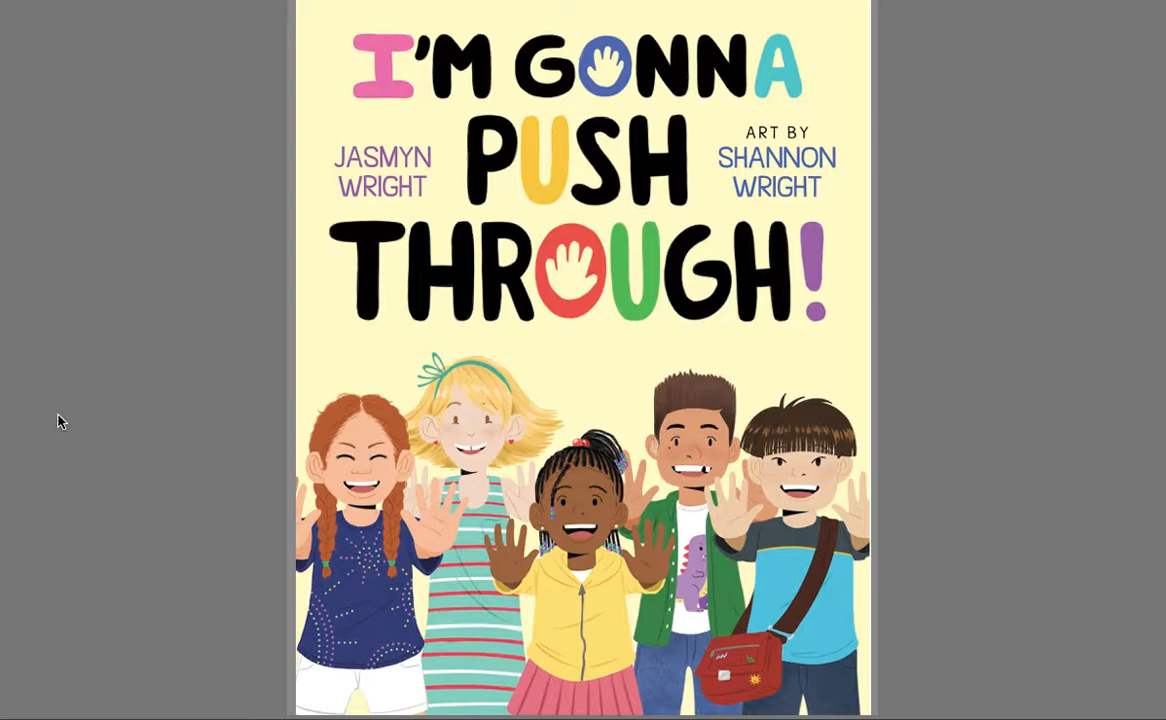 I'M GONNA
PUSH
THROUGH!
JASMYN
WRIGHT
ART BY
SHANNON
WRIGHT